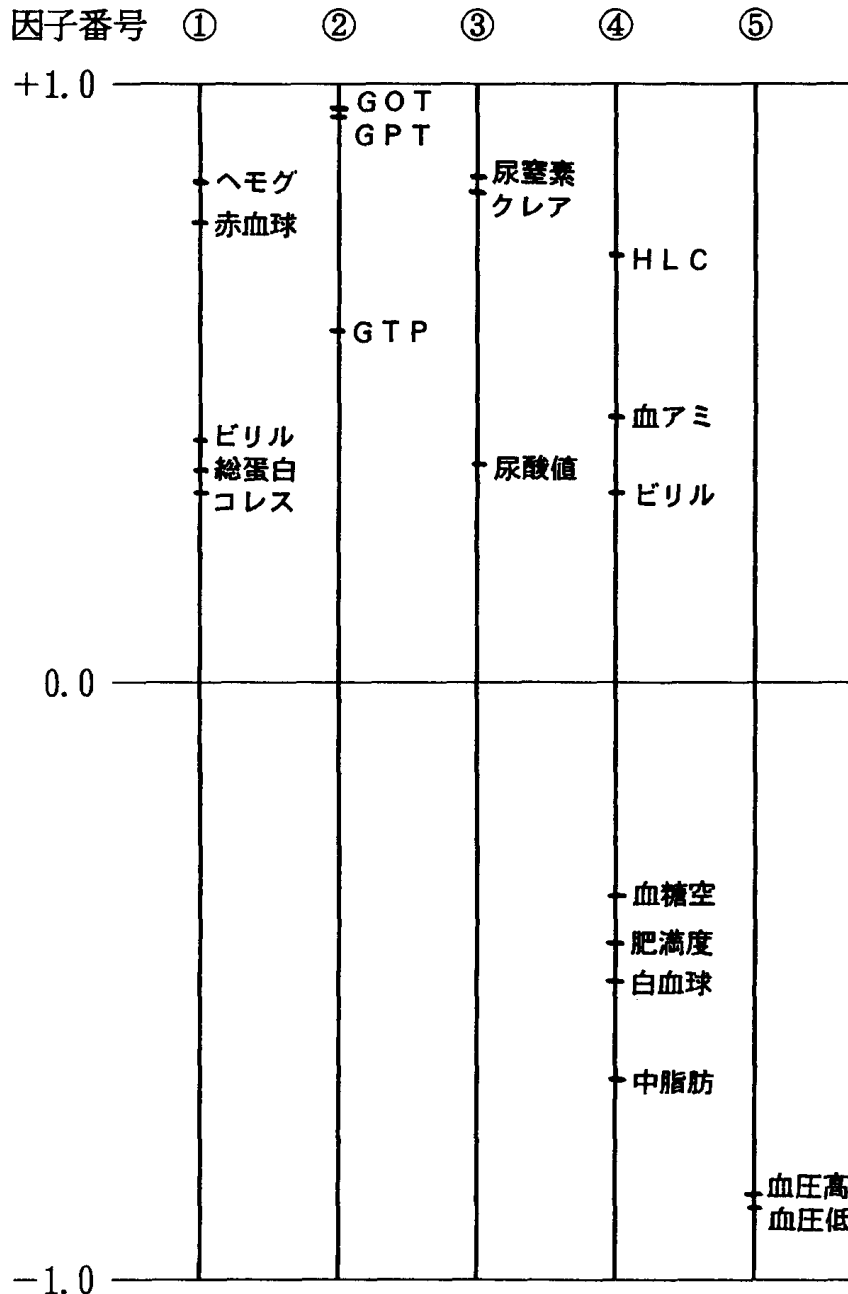 因子番号 ① ② ③ ④ ⑤
+1.0
GOT
GPT
ヘモグ
尿窒素
クレア
赤血球
HLC
GTP
血アミ
ビリル
総蛋白
尿酸値
コレス
ビリル
0.0
血糖空
肥満度
白血球
中脂肪
血圧高
血圧低
-1.0